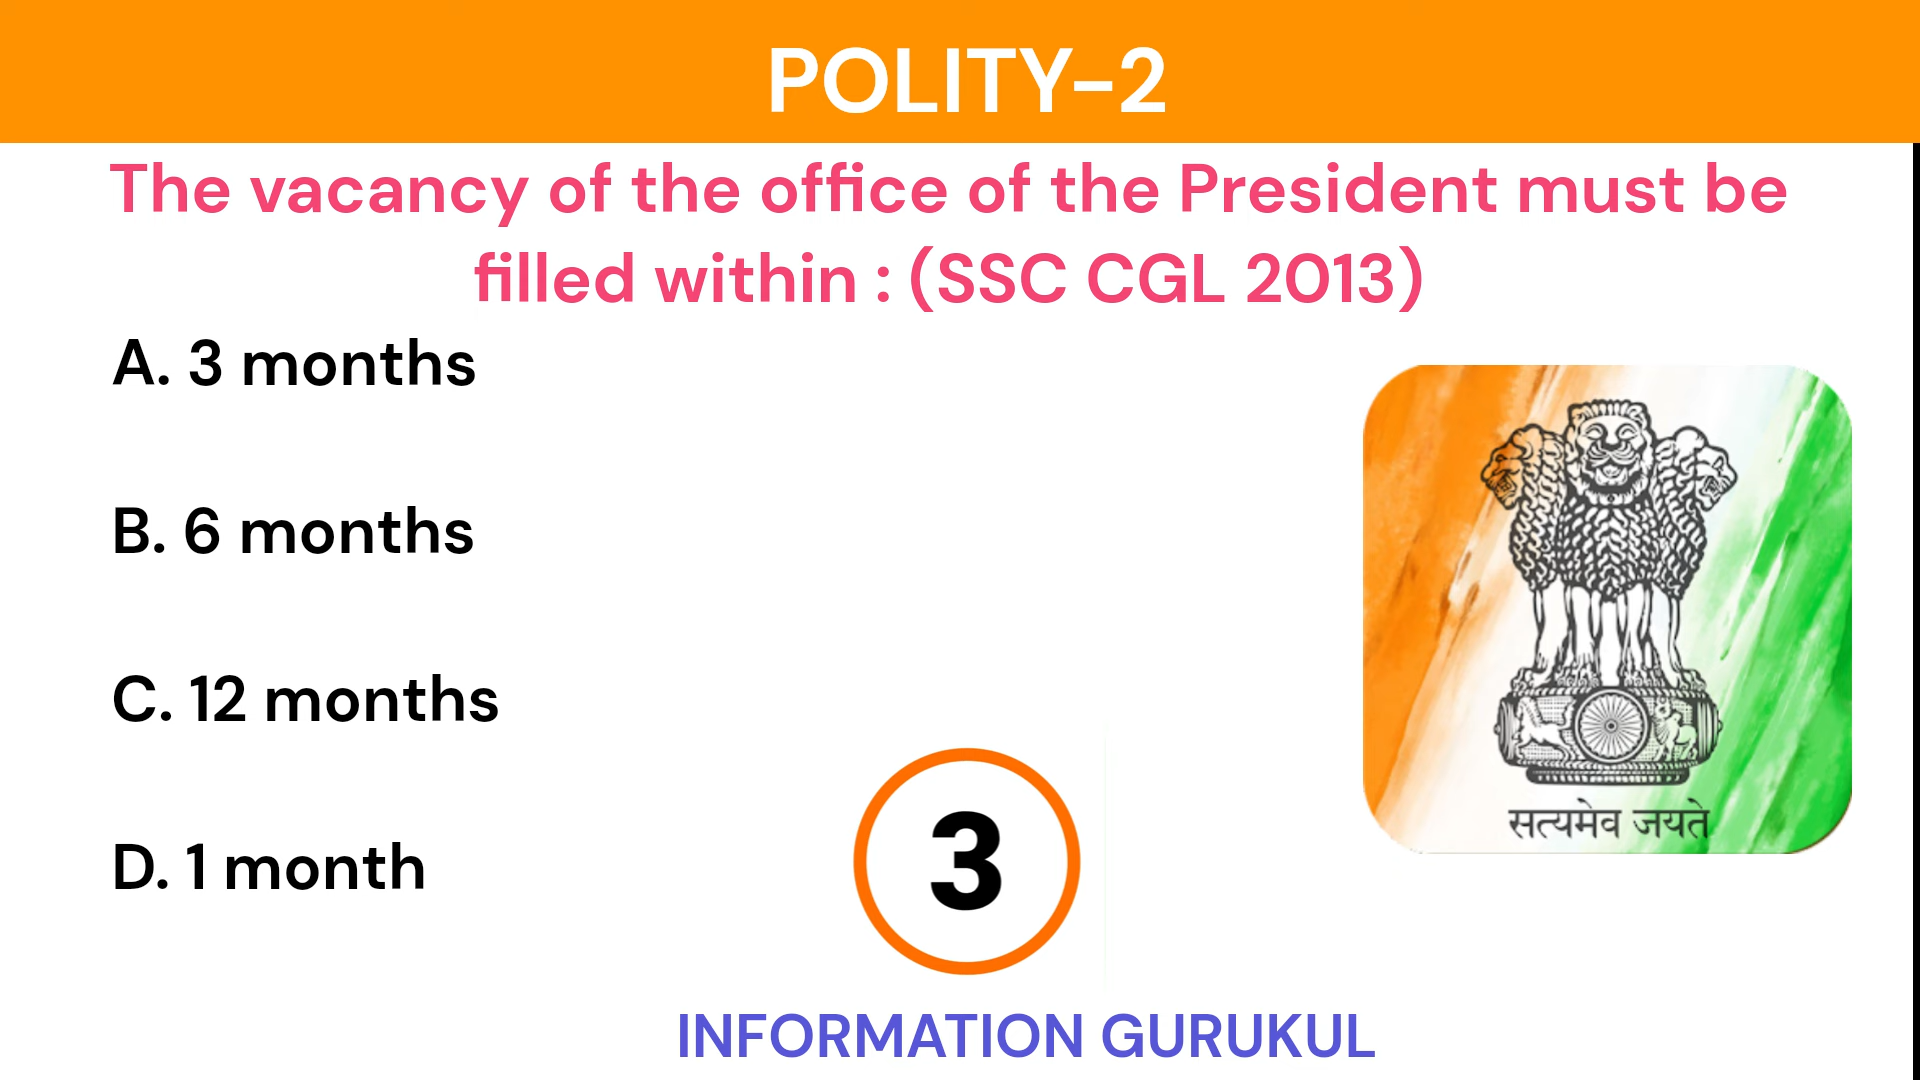 POLITY-2
The vacancy of the office of the President must be
filled within : (SSC CGL 2013)
A. 3 months
B. 6 months
C. 12 months
D. 1 month
3
सत्यमेव जयते
INFORMATION GURUKUL